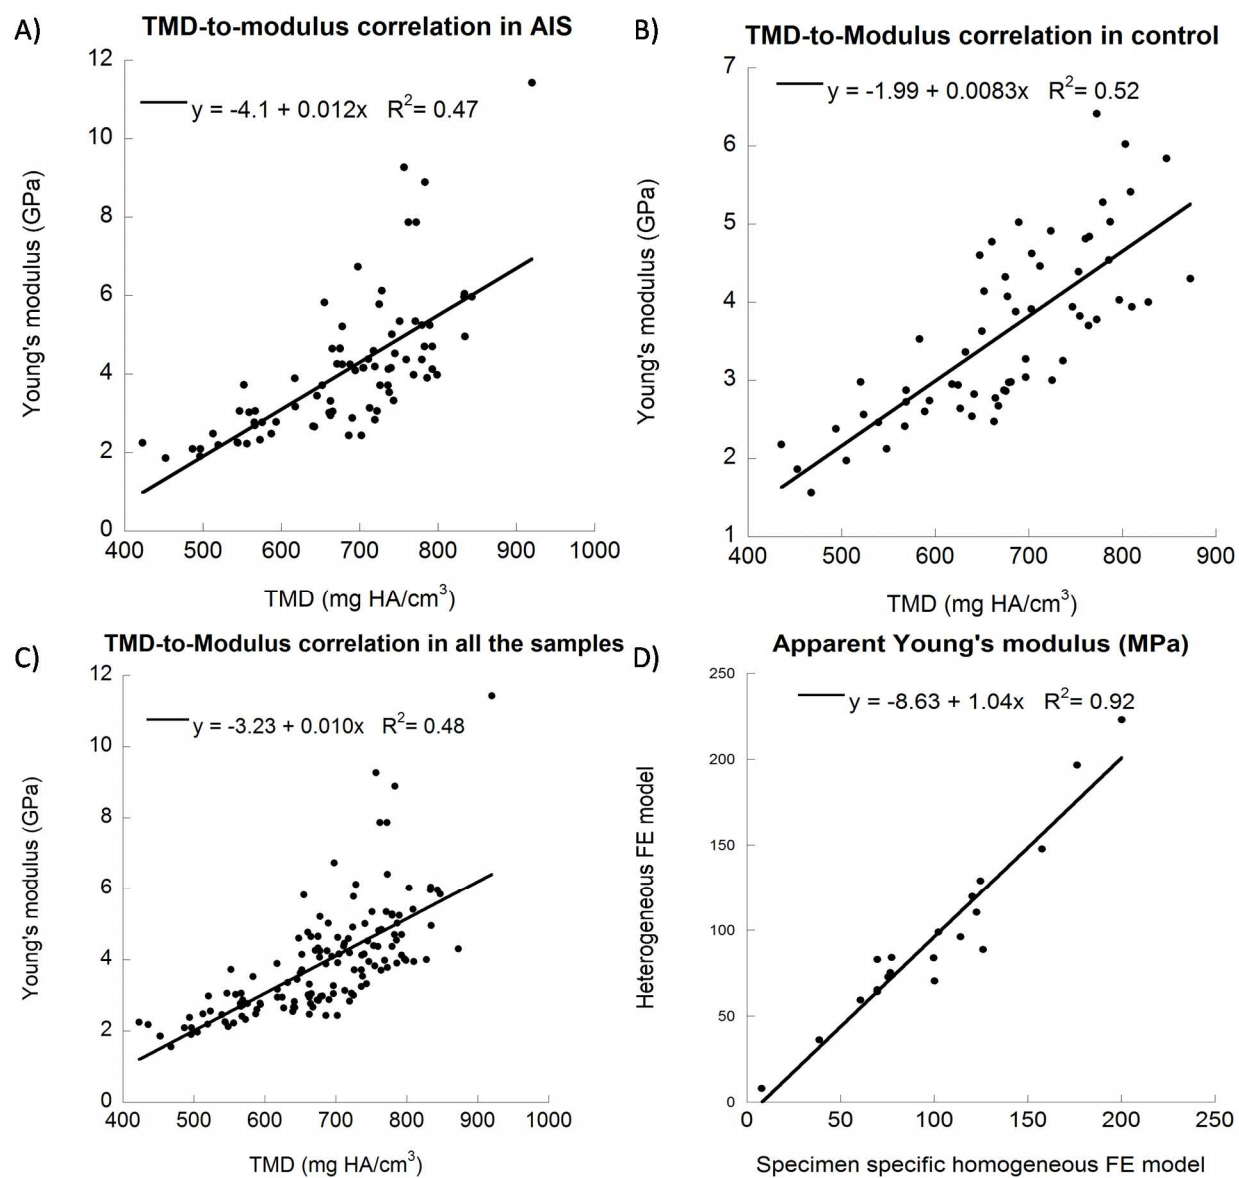 A)
TMD-to-modulus correlation in AIS
y = -4.1 + 0.012x R²= 0.47
12
10
8
6
4
2
0
Young's modulus (GPa)
400 500 600 700 800 900 1000
TMD (mg HA/cm³)
B)
TMD-to-Modulus correlation in control
y = -1.99 + 0.0083x R²= 0.52
7
6
5
4
3
2
1
Young's modulus (GPa)
400 500 600 700 800 900
TMD (mg HA/cm³)
C)
TMD-to-Modulus correlation in all the samples
y = -3.23 + 0.010x R²= 0.48
12
10
8
6
4
2
0
Young's modulus (GPa)
400 500 600 700 800 900 1000
TMD (mg HA/cm³)
D)
Apparent Young's modulus (MPa)
y = -8.63 + 1.04x R²= 0.92
250
200
150
100
50
0
Heterogeneous FE model
0 50 100 150 200 250
Specimen specific homogeneous FE model